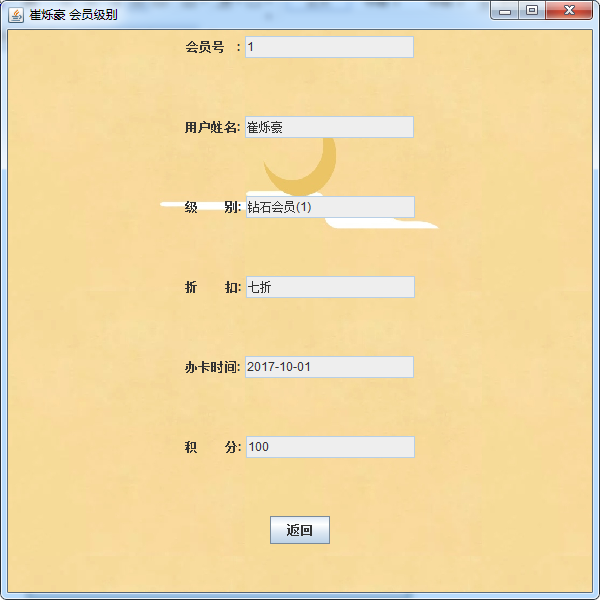 崔烁豪 会员级别
会员号 : 1
用户姓名: 崔烁豪
级 别: 钻石会员(1)
折 扣: 七折
办卡时间: 2017-10-01
积 分: 100
返回